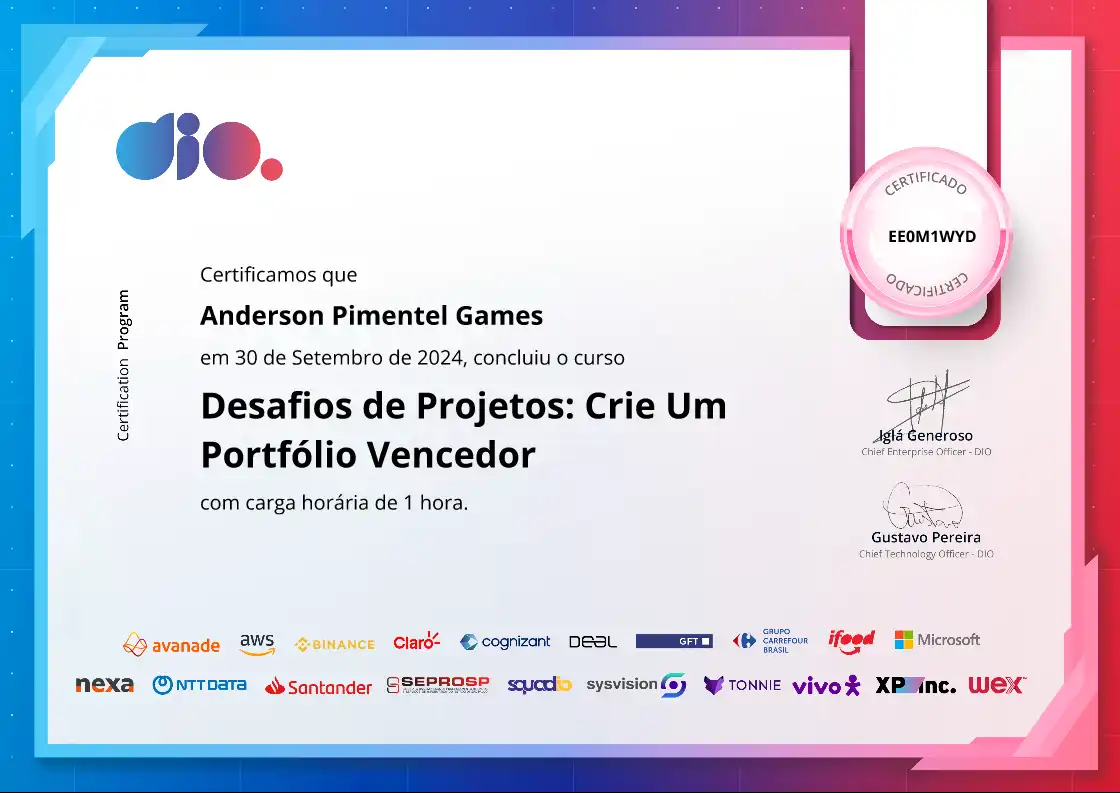 dio.
CERTIFICADO
EE0M1WYD
CERTIFICADO
Certification Program
Certificamos que
Anderson Pimentel Games
em 30 de Setembro de 2024, concluiu o curso
Desafios de Projetos: Crie Um
Portfólio Vencedor
com carga horária de 1 hora.
Iglá Generoso
Chief Enterprise Officer - DIO
Gustavo Pereira
Chief Technology Officer - DIO
avanade aws BINANCE Claro cognizant DEAL GFT GRUPO CARREFOUR BRASIL ifood Microsoft
nexa NTT DATA Santander SEPROSP squadio sysvision TONNIE vivo XP inc. wex